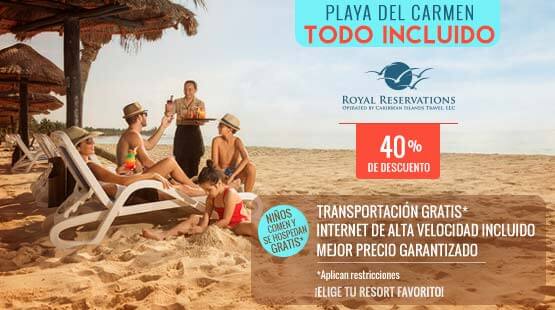 PLAYA DEL CARMEN
TODO INCLUIDO
ROYAL RESERVATIONS
OPERATED BY CARIBBEAN ISLANDS TRAVEL, LLC
40%
DE DESCUENTO
NIÑOS
COMEN Y
SE HOSPEDAN
GRATIS*
TRANSPORTACIÓN GRATIS*
INTERNET DE ALTA VELOCIDAD INCLUIDO
MEJOR PRECIO GARANTIZADO
*Aplican restricciones
¡ELIGE TU RESORT FAVORITO!